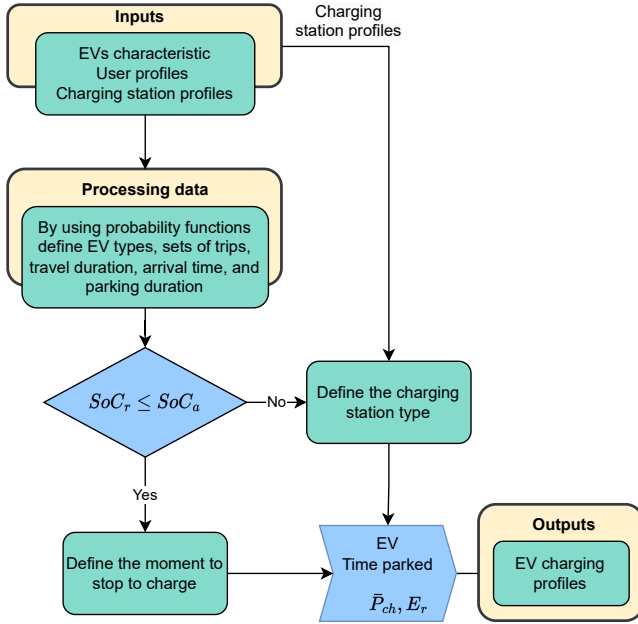 Inputs
EVs characteristic
User profiles
Charging station profiles
Charging
station profiles
Processing data
By using probability functions
define EV types, sets of trips,
travel duration, arrival time, and
parking duration
SoC_r ≤ SoC_a
No
Define the charging
station type
Yes
Define the moment to
stop to charge
EV
Time parked
P̄_ch, E_r
Outputs
EV charging
profiles